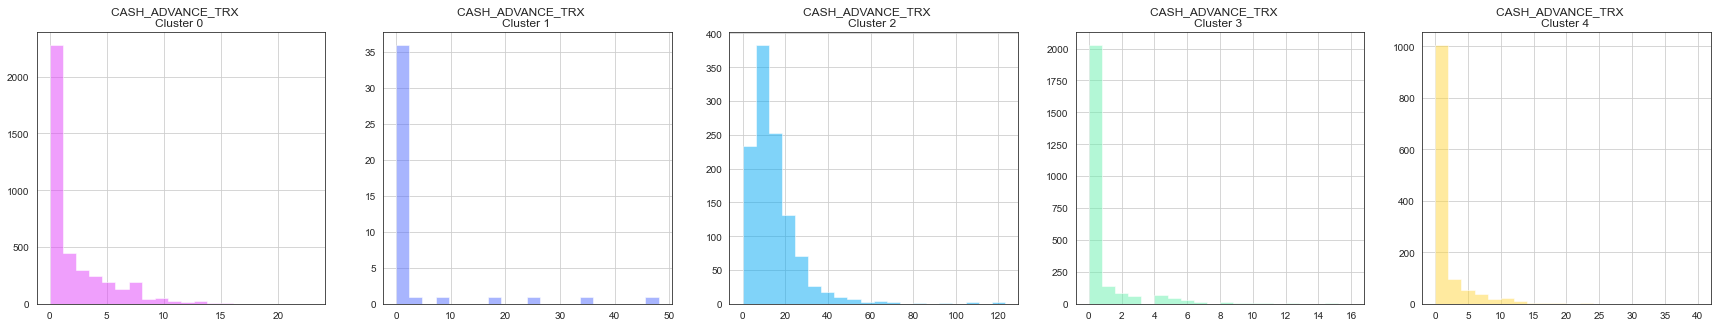 CASH_ADVANCE_TRX
Cluster 0
2000
1500
1000
500
0
0 5 10 15 20
CASH_ADVANCE_TRX
Cluster 1
35
30
25
20
15
10
5
0
0 10 20 30 40 50
CASH_ADVANCE_TRX
Cluster 2
400
350
300
250
200
150
100
50
0
0 20 40 60 80 100 120
CASH_ADVANCE_TRX
Cluster 3
2000
1750
1500
1250
1000
750
500
250
0
0 2 4 6 8 10 12 14 16
CASH_ADVANCE_TRX
Cluster 4
1000
800
600
400
200
0
0 5 10 15 20 25 30 35 40